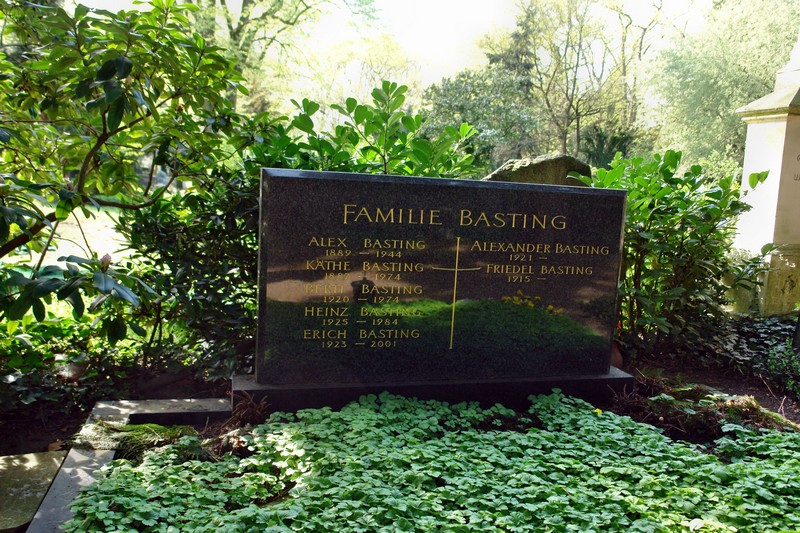 FAMILIE BASTING
ALEX BASTING
1889 – 1944
KÄTHE BASTING
1974
BASTING
1920 – 1974
HEINZ BASTING
1925 – 1984
ERICH BASTING
1923 – 2001
ALEXANDER BASTING
1921 –
FRIEDEL BASTING
1915 –